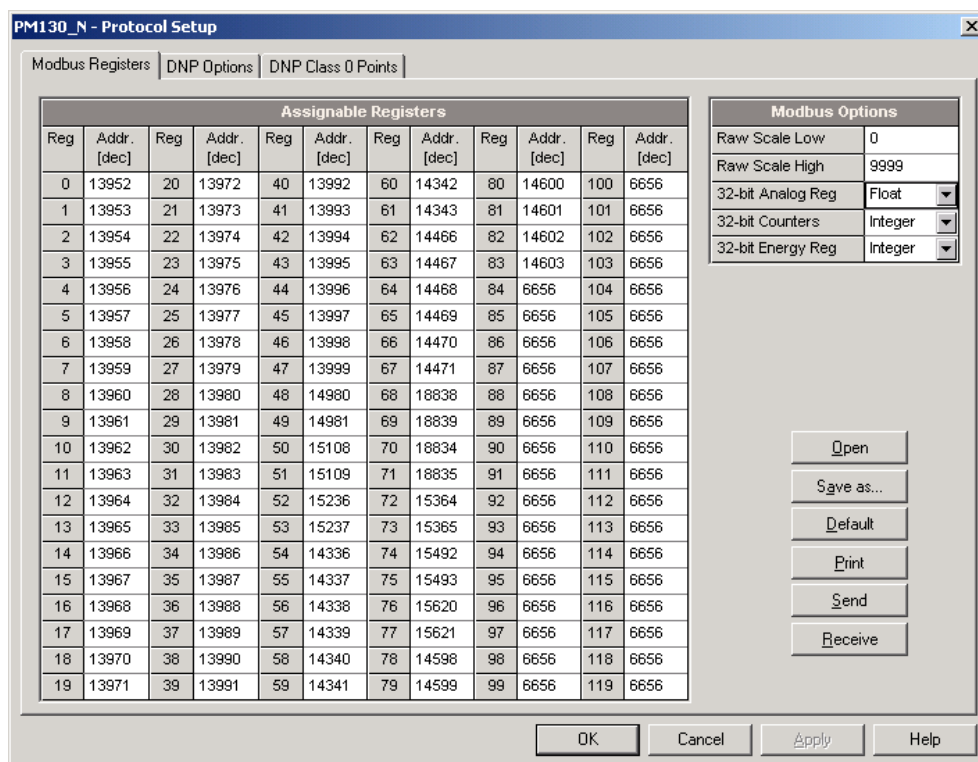 PM130_N - Protocol Setup
Modbus Registers DNP Options DNP Class 0 Points
Assignable Registers
Reg Addr. [dec] Reg Addr. [dec] Reg Addr. [dec] Reg Addr. [dec] Reg Addr. [dec] Reg Addr. [dec]
0 13952 20 13972 40 13992 60 14342 80 14600 100 6656
1 13953 21 13973 41 13993 61 14343 81 14601 101 6656
2 13954 22 13974 42 13994 62 14466 82 14602 102 6656
3 13955 23 13975 43 13995 63 14467 83 14603 103 6656
4 13956 24 13976 44 13996 64 14468 84 6656 104 6656
5 13957 25 13977 45 13997 65 14469 85 6656 105 6656
6 13958 26 13978 46 13998 66 14470 86 6656 106 6656
7 13959 27 13979 47 13999 67 14471 87 6656 107 6656
8 13960 28 13980 48 14980 68 18838 88 6656 108 6656
9 13961 29 13981 49 14981 69 18839 89 6656 109 6656
10 13962 30 13982 50 15108 70 18834 90 6656 110 6656
11 13963 31 13983 51 15109 71 18835 91 6656 111 6656
12 13964 32 13984 52 15236 72 15364 92 6656 112 6656
13 13965 33 13985 53 15237 73 15365 93 6656 113 6656
14 13966 34 13986 54 14336 74 15492 94 6656 114 6656
15 13967 35 13987 55 14337 75 15493 95 6656 115 6656
16 13968 36 13988 56 14338 76 15620 96 6656 116 6656
17 13969 37 13989 57 14339 77 15621 97 6656 117 6656
18 13970 38 13990 58 14340 78 14598 98 6656 118 6656
19 13971 39 13991 59 14341 79 14599 99 6656 119 6656
Modbus Options
Raw Scale Low 0
Raw Scale High 9999
32-bit Analog Reg Float
32-bit Counters Integer
32-bit Energy Reg Integer
Open
Save as...
Default
Print
Send
Receive
OK Cancel Apply Help